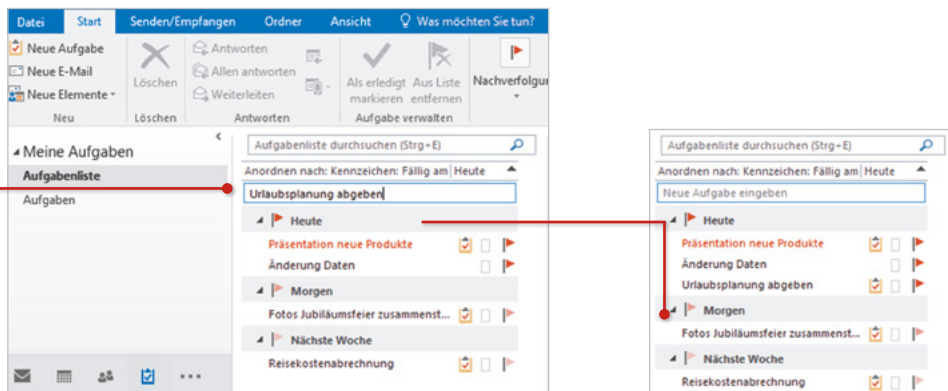 Datei Start Senden/Empfangen Ordner Ansicht Was möchten Sie tun?
Neue Aufgabe
Neue E-Mail
Neue Elemente
Neu
Löschen
Löschen
Antworten
Allen antworten
Weiterleiten
Antworten
Als erledigt markieren
Aus Liste entfernen
Aufgabe verwalten
Nachverfolgun
Meine Aufgaben
Aufgabenliste
Aufgaben
Aufgabenliste durchsuchen (Strg+E)
Anordnen nach: Kennzeichen: Fällig am Heute
Urlaubsplanung abgeben
Heute
Präsentation neue Produkte
Änderung Daten
Morgen
Fotos Jubiläumsfeier zusammenst...
Nächste Woche
Reisekostenabrechnung
Aufgabenliste durchsuchen (Strg+E)
Anordnen nach: Kennzeichen: Fällig am Heute
Neue Aufgabe eingeben
Heute
Präsentation neue Produkte
Änderung Daten
Urlaubsplanung abgeben
Morgen
Fotos Jubiläumsfeier zusammenst...
Nächste Woche
Reisekostenabrechnung